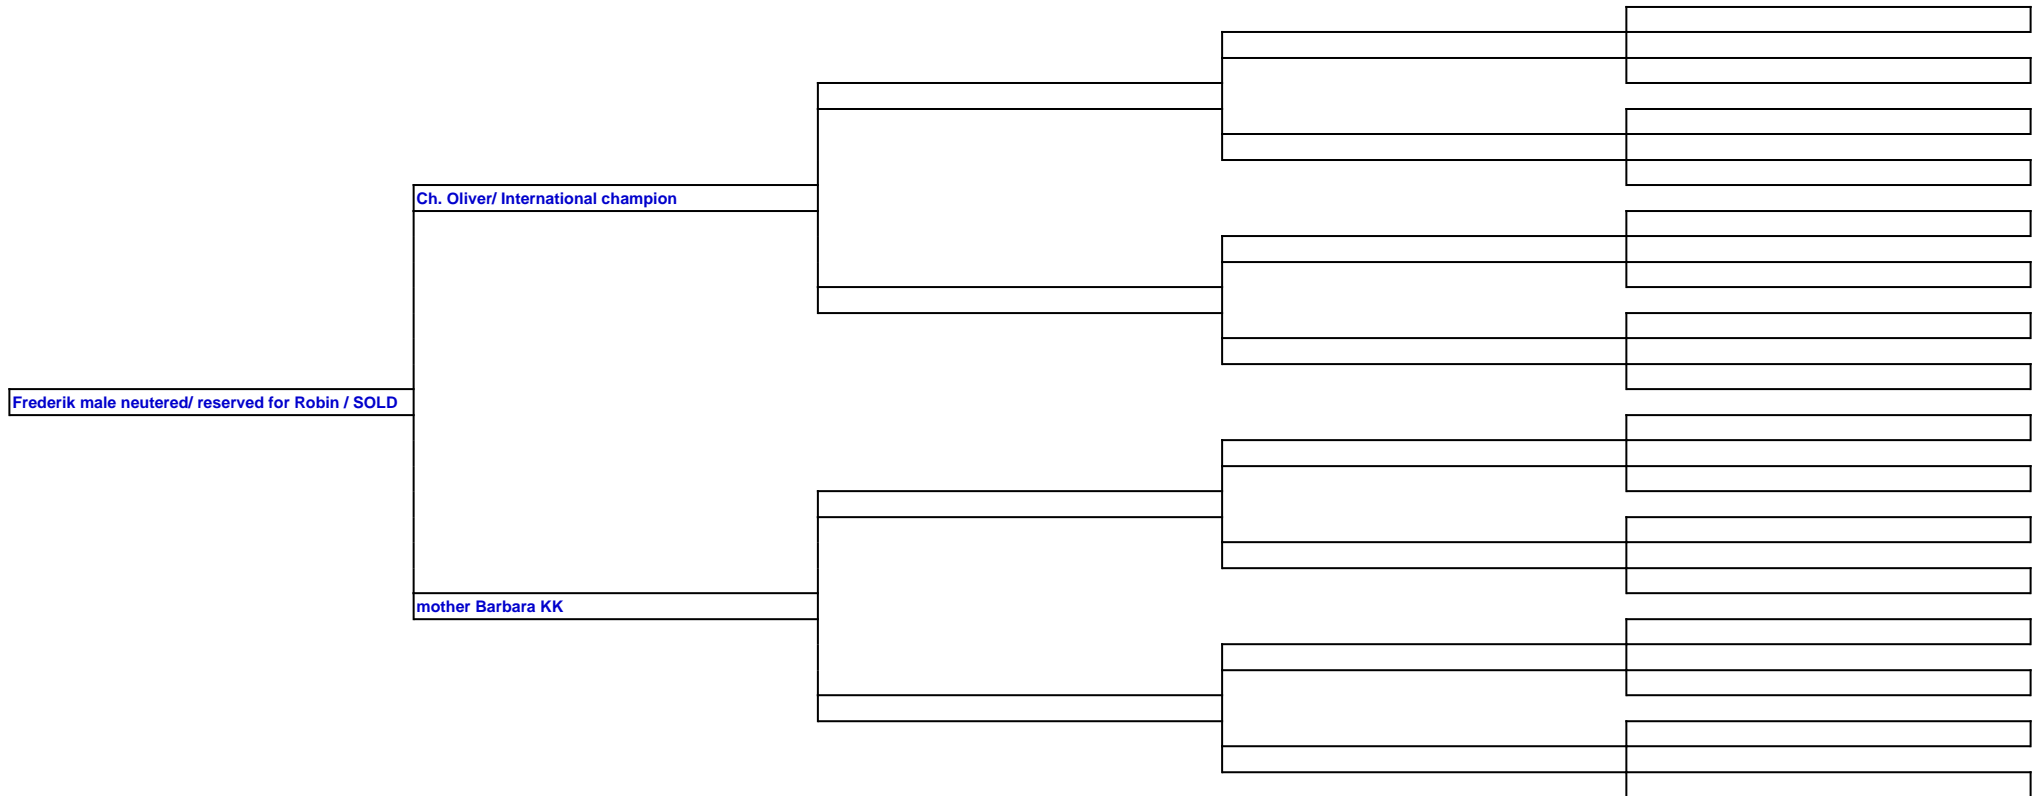 Ch. Oliver/ International champion
Frederik male neutered/ reserved for Robin / SOLD
mother Barbara KK